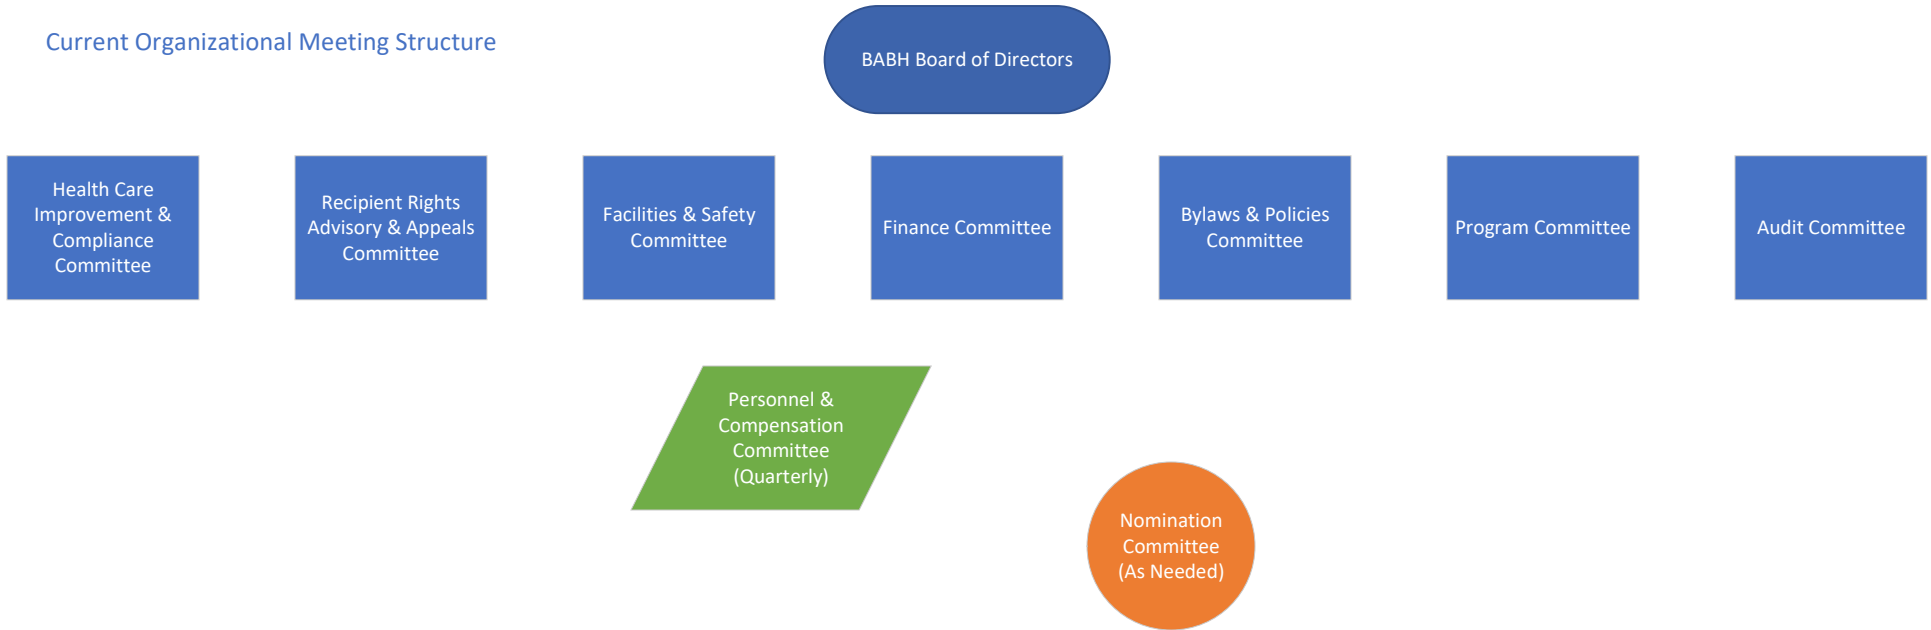 Current Organizational Meeting Structure
BABH Board of Directors
Health Care
Improvement &
Compliance
Committee
Recipient Rights
Advisory & Appeals
Committee
Facilities & Safety
Committee
Finance Committee
Bylaws & Policies
Committee
Program Committee
Audit Committee
Personnel &
Compensation
Committee
(Quarterly)
Nomination
Committee
(As Needed)